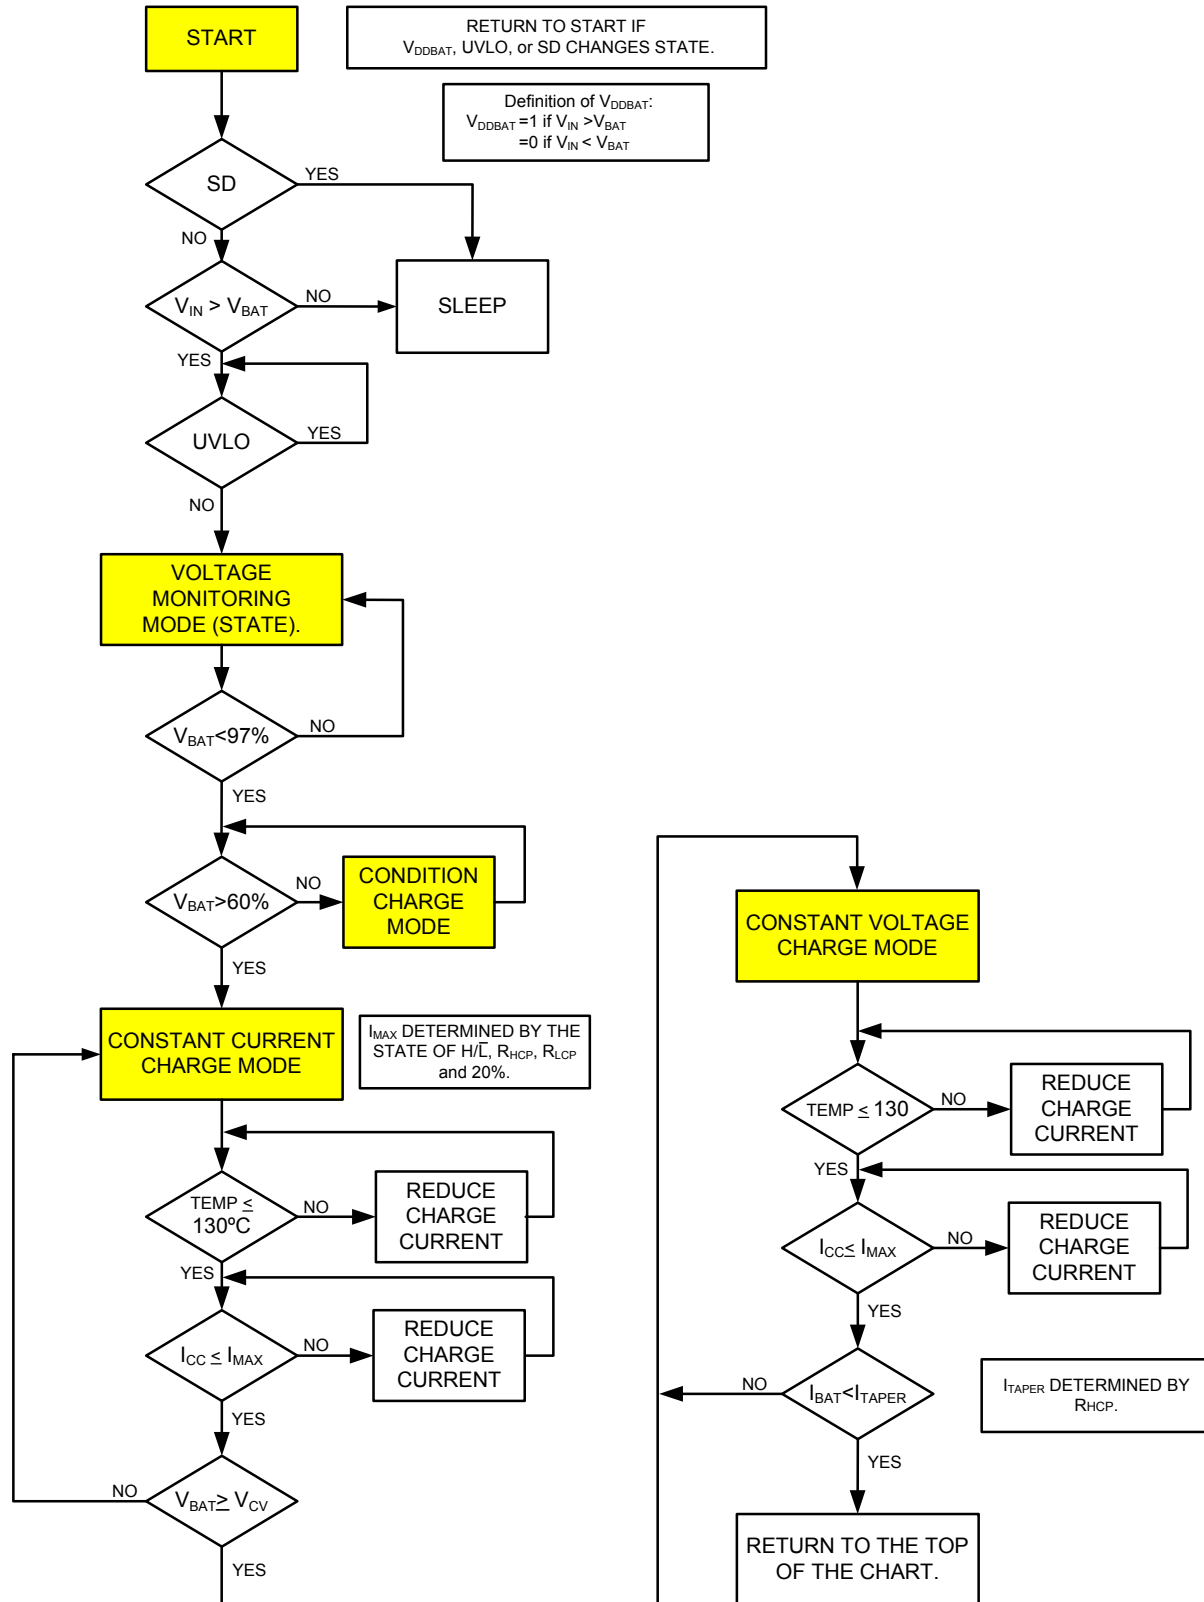 START
RETURN TO START IF
VDDBAT, UVLO, or SD CHANGES STATE.
Definition of VDDBAT:
VDDBAT =1 if VIN >VBAT
=0 if VIN < VBAT
SD
YES
NO
VIN > VBAT
NO
SLEEP
YES
UVLO
YES
NO
VOLTAGE
MONITORING
MODE (STATE).
VBAT<97%
NO
YES
VBAT>60%
NO
CONDITION
CHARGE
MODE
YES
CONSTANT CURRENT
CHARGE MODE
IMAX DETERMINED BY THE
STATE OF H/L̅, RHCP, RLCP
and 20%.
TEMP ≤
130ºC
NO
REDUCE
CHARGE
CURRENT
YES
ICC ≤ IMAX
NO
REDUCE
CHARGE
CURRENT
YES
VBAT≥ VCV
NO
YES
CONSTANT VOLTAGE
CHARGE MODE
TEMP ≤ 130
NO
REDUCE
CHARGE
CURRENT
YES
ICC≤ IMAX
NO
REDUCE
CHARGE
CURRENT
YES
IBAT<ITAPER
NO
ITAPER DETERMINED BY
RHCP.
YES
RETURN TO THE TOP
OF THE CHART.